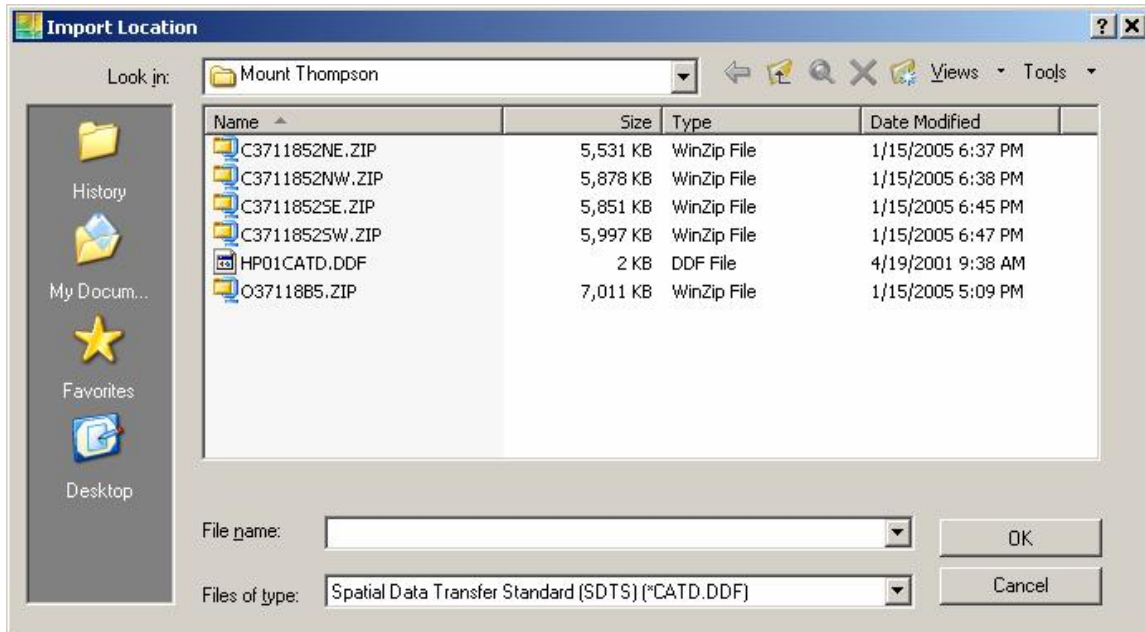 Import Location
Look in: Mount Thompson Views Tools
Name Size Type Date Modified
C3711852NE.ZIP 5,531 KB WinZip File 1/15/2005 6:37 PM
C3711852NW.ZIP 5,878 KB WinZip File 1/15/2005 6:38 PM
C3711852SE.ZIP 5,851 KB WinZip File 1/15/2005 6:45 PM
C3711852SW.ZIP 5,997 KB WinZip File 1/15/2005 6:47 PM
HP01CATD.DDF 2 KB DDF File 4/19/2001 9:38 AM
O37118B5.ZIP 7,011 KB WinZip File 1/15/2005 5:09 PM
History
My Docum...
Favorites
Desktop
File name: OK
Files of type: Spatial Data Transfer Standard (SDTS) (*CATD.DDF) Cancel